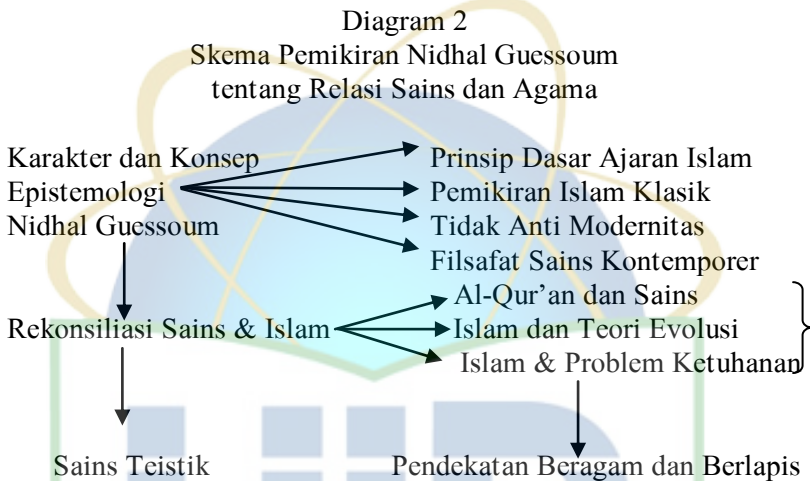 Diagram 2
Skema Pemikiran Nidhal Guessoum
tentang Relasi Sains dan Agama
Karakter dan Konsep
Epistemologi
Nidhal Guessoum
Prinsip Dasar Ajaran Islam
Pemikiran Islam Klasik
Tidak Anti Modernitas
Filsafat Sains Kontemporer
Rekonsiliasi Sains & Islam
Al-Qur’an dan Sains
Islam dan Teori Evolusi
Islam & Problem Ketuhanan
Sains Teistik
Pendekatan Beragam dan Berlapis